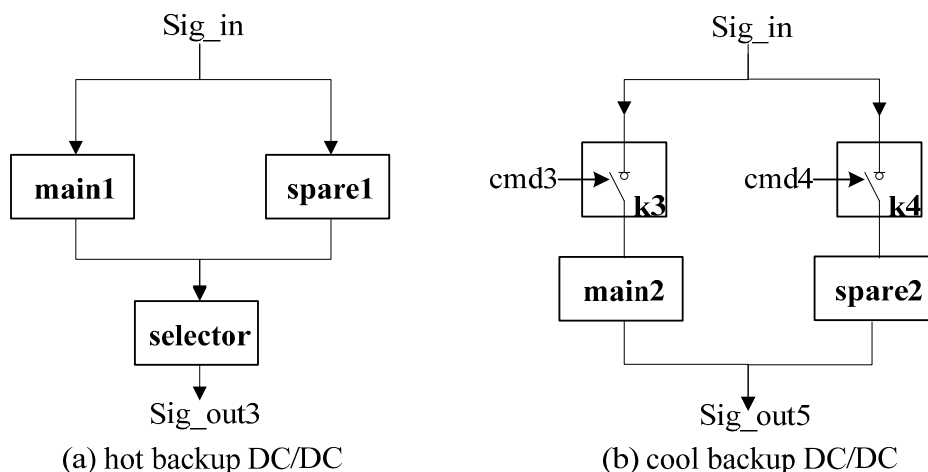 Sig_in
main1
spare1
selector
Sig_out3
(a) hot backup DC/DC
Sig_in
cmd3
k3
cmd4
k4
main2
spare2
Sig_out5
(b) cool backup DC/DC